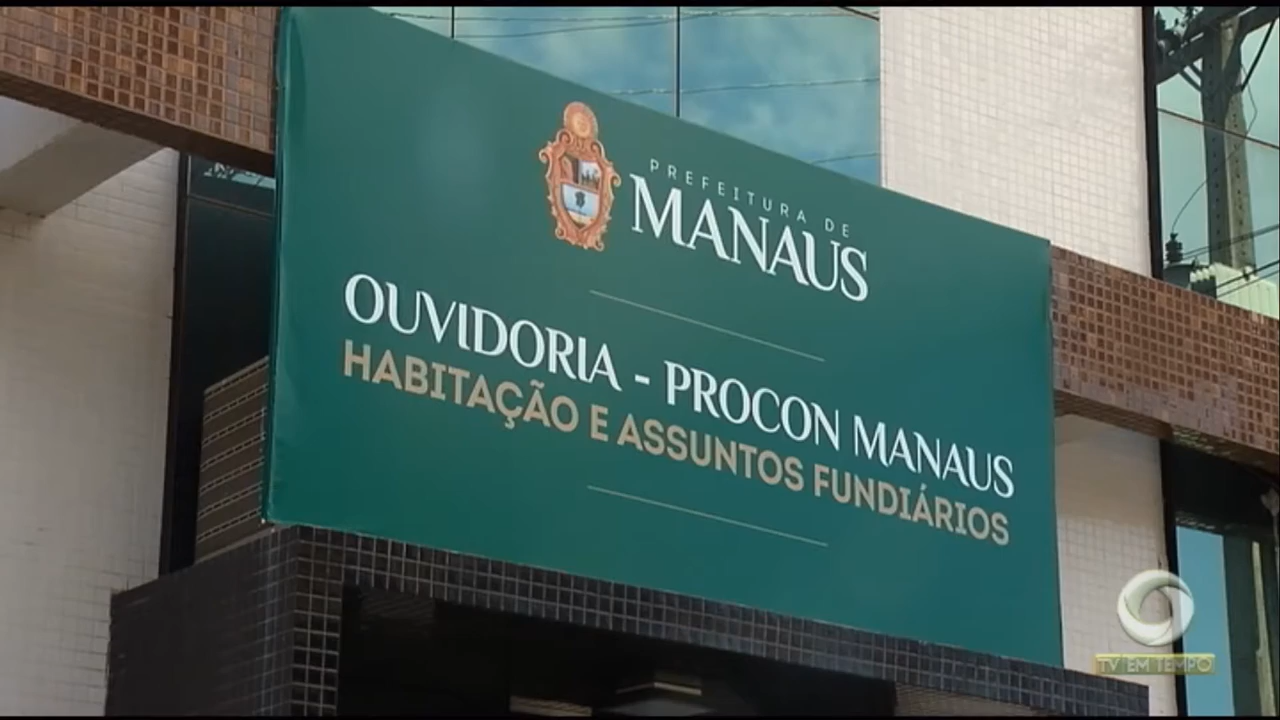 PREFEITURA DE
MANAUS
OUVIDORIA - PROCON MANAUS
HABITAÇÃO E ASSUNTOS FUNDIÁRIOS
TV EM TEMPO